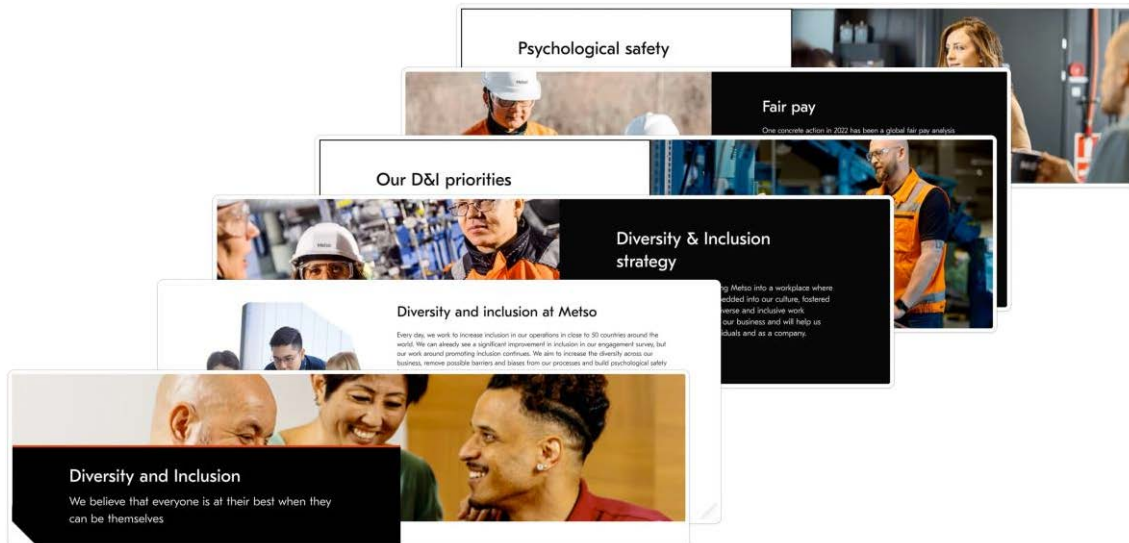 Psychological safety
Fair pay
One concrete action in 2022 has been a global fair pay analysis
Our D&I priorities
Diversity & Inclusion
strategy
ng Metso into a workplace where
edded into our culture, fostered
verse and inclusive work
our business and will help us
viduals and as a company.
Diversity and inclusion at Metso
Every day, we work to increase inclusion in our operations in close to 50 countries around the
world. We can already see a significant improvement in inclusion in our engagement survey, but
our work around promoting inclusion continues. We aim to increase the diversity across our
business, remove possible barriers and biases from our processes and build psychological safety
Diversity and Inclusion
We believe that everyone is at their best when they
can be themselves